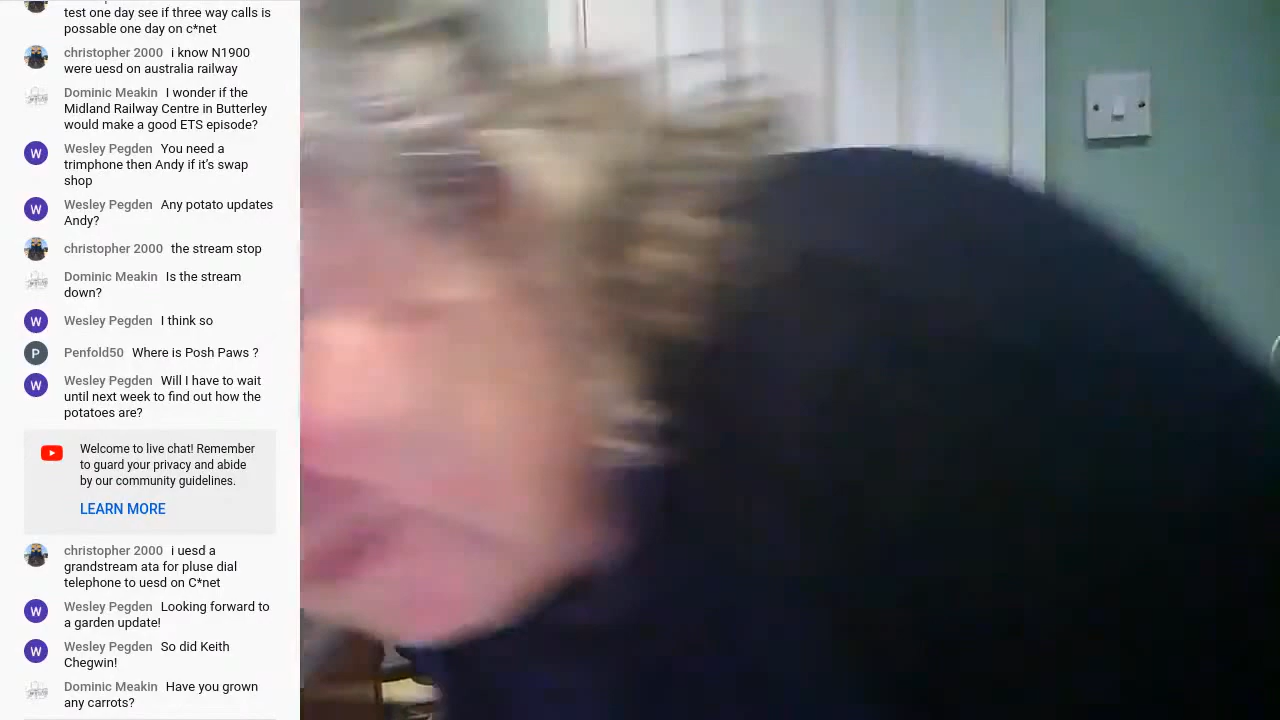 test one day see if three way calls is
possable one day on c*net
christopher 2000 i know N1900
were uesd on australia railway
Dominic Meakin I wonder if the
Midland Railway Centre in Butterley
would make a good ETS episode?
W
Wesley Pegden You need a
trimphone then Andy if it's swap
shop
W
Wesley Pegden Any potato updates
Andy?
christopher 2000 the stream stop
Dominic Meakin Is the stream
down?
W
Wesley Pegden I think so
P
Penfold50 Where is Posh Paws ?
W
Wesley Pegden Will I have to wait
until next week to find out how the
potatoes are?
Welcome to live chat! Remember
to guard your privacy and abide
by our community guidelines.
LEARN MORE
christopher 2000 i uesd a
grandstream ata for pluse dial
telephone to uesd on C*net
W
Wesley Pegden Looking forward to
a garden update!
W
Wesley Pegden So did Keith
Chegwin!
Dominic Meakin Have you grown
any carrots?